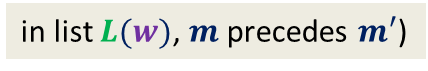 in list L(w), m precedes m′)